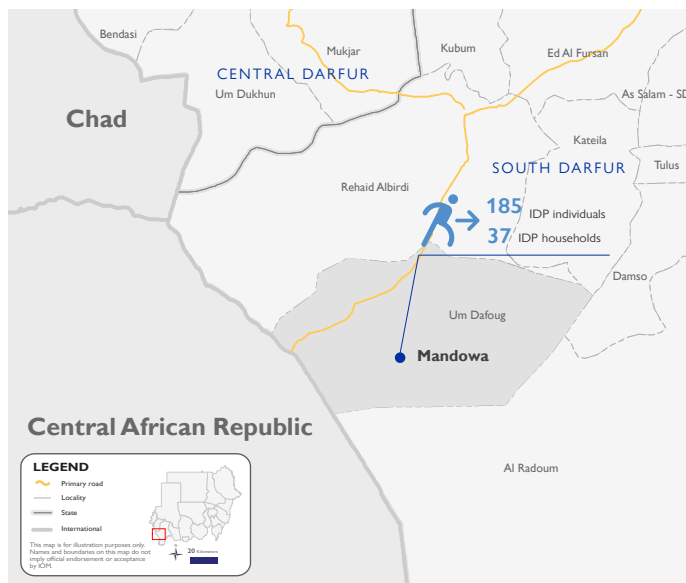 Bendasi
Mukjar
Kubum
Ed Al Fursan
CENTRAL DARFUR
Um Dukhun
As Salam - SD
Chad
Kateila
SOUTH DARFUR
Tulus
Rehaid Albirdi
185 IDP individuals
37 IDP households
Damso
Um Dafoug
Mandowa
Central African Republic
Al Radoum
LEGEND
Primary road
Locality
State
International
This map is for illustration purposes only.
Names and boundaries on this map do not
imply official endorsement or acceptance
by IOM.
20 Kilometers